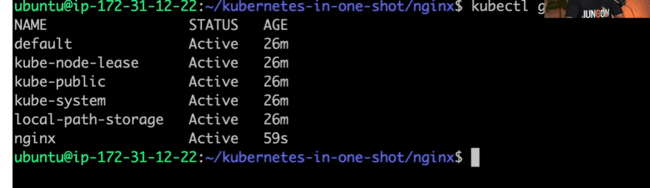 ubuntu@ip-172-31-12-22:~/kubernetes-in-one-shot/nginx$ kubectl g
NAME STATUS AGE
default Active 26m
kube-node-lease Active 26m
kube-public Active 26m
kube-system Active 26m
local-path-storage Active 26m
nginx Active 59s
ubuntu@ip-172-31-12-22:~/kubernetes-in-one-shot/nginx$